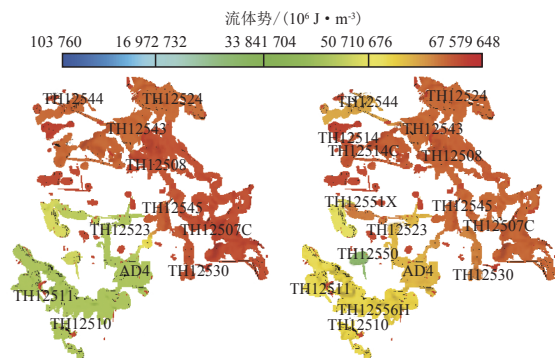 流体势/(10⁶ J·m⁻³)
103 760 16 972 732 33 841 704 50 710 676 67 579 648
TH12544
TH12524
TH12543
TH12508
TH12545
TH12523
TH12507C
AD4
TH12530
TH12511
TH12510
TH12544
TH12524
TH12543
TH12514
TH12514C
TH12508
TH12551X
TH12545
TH12523
TH12507C
TH12550
AD4
TH12530
TH12511
TH12556H
TH12510